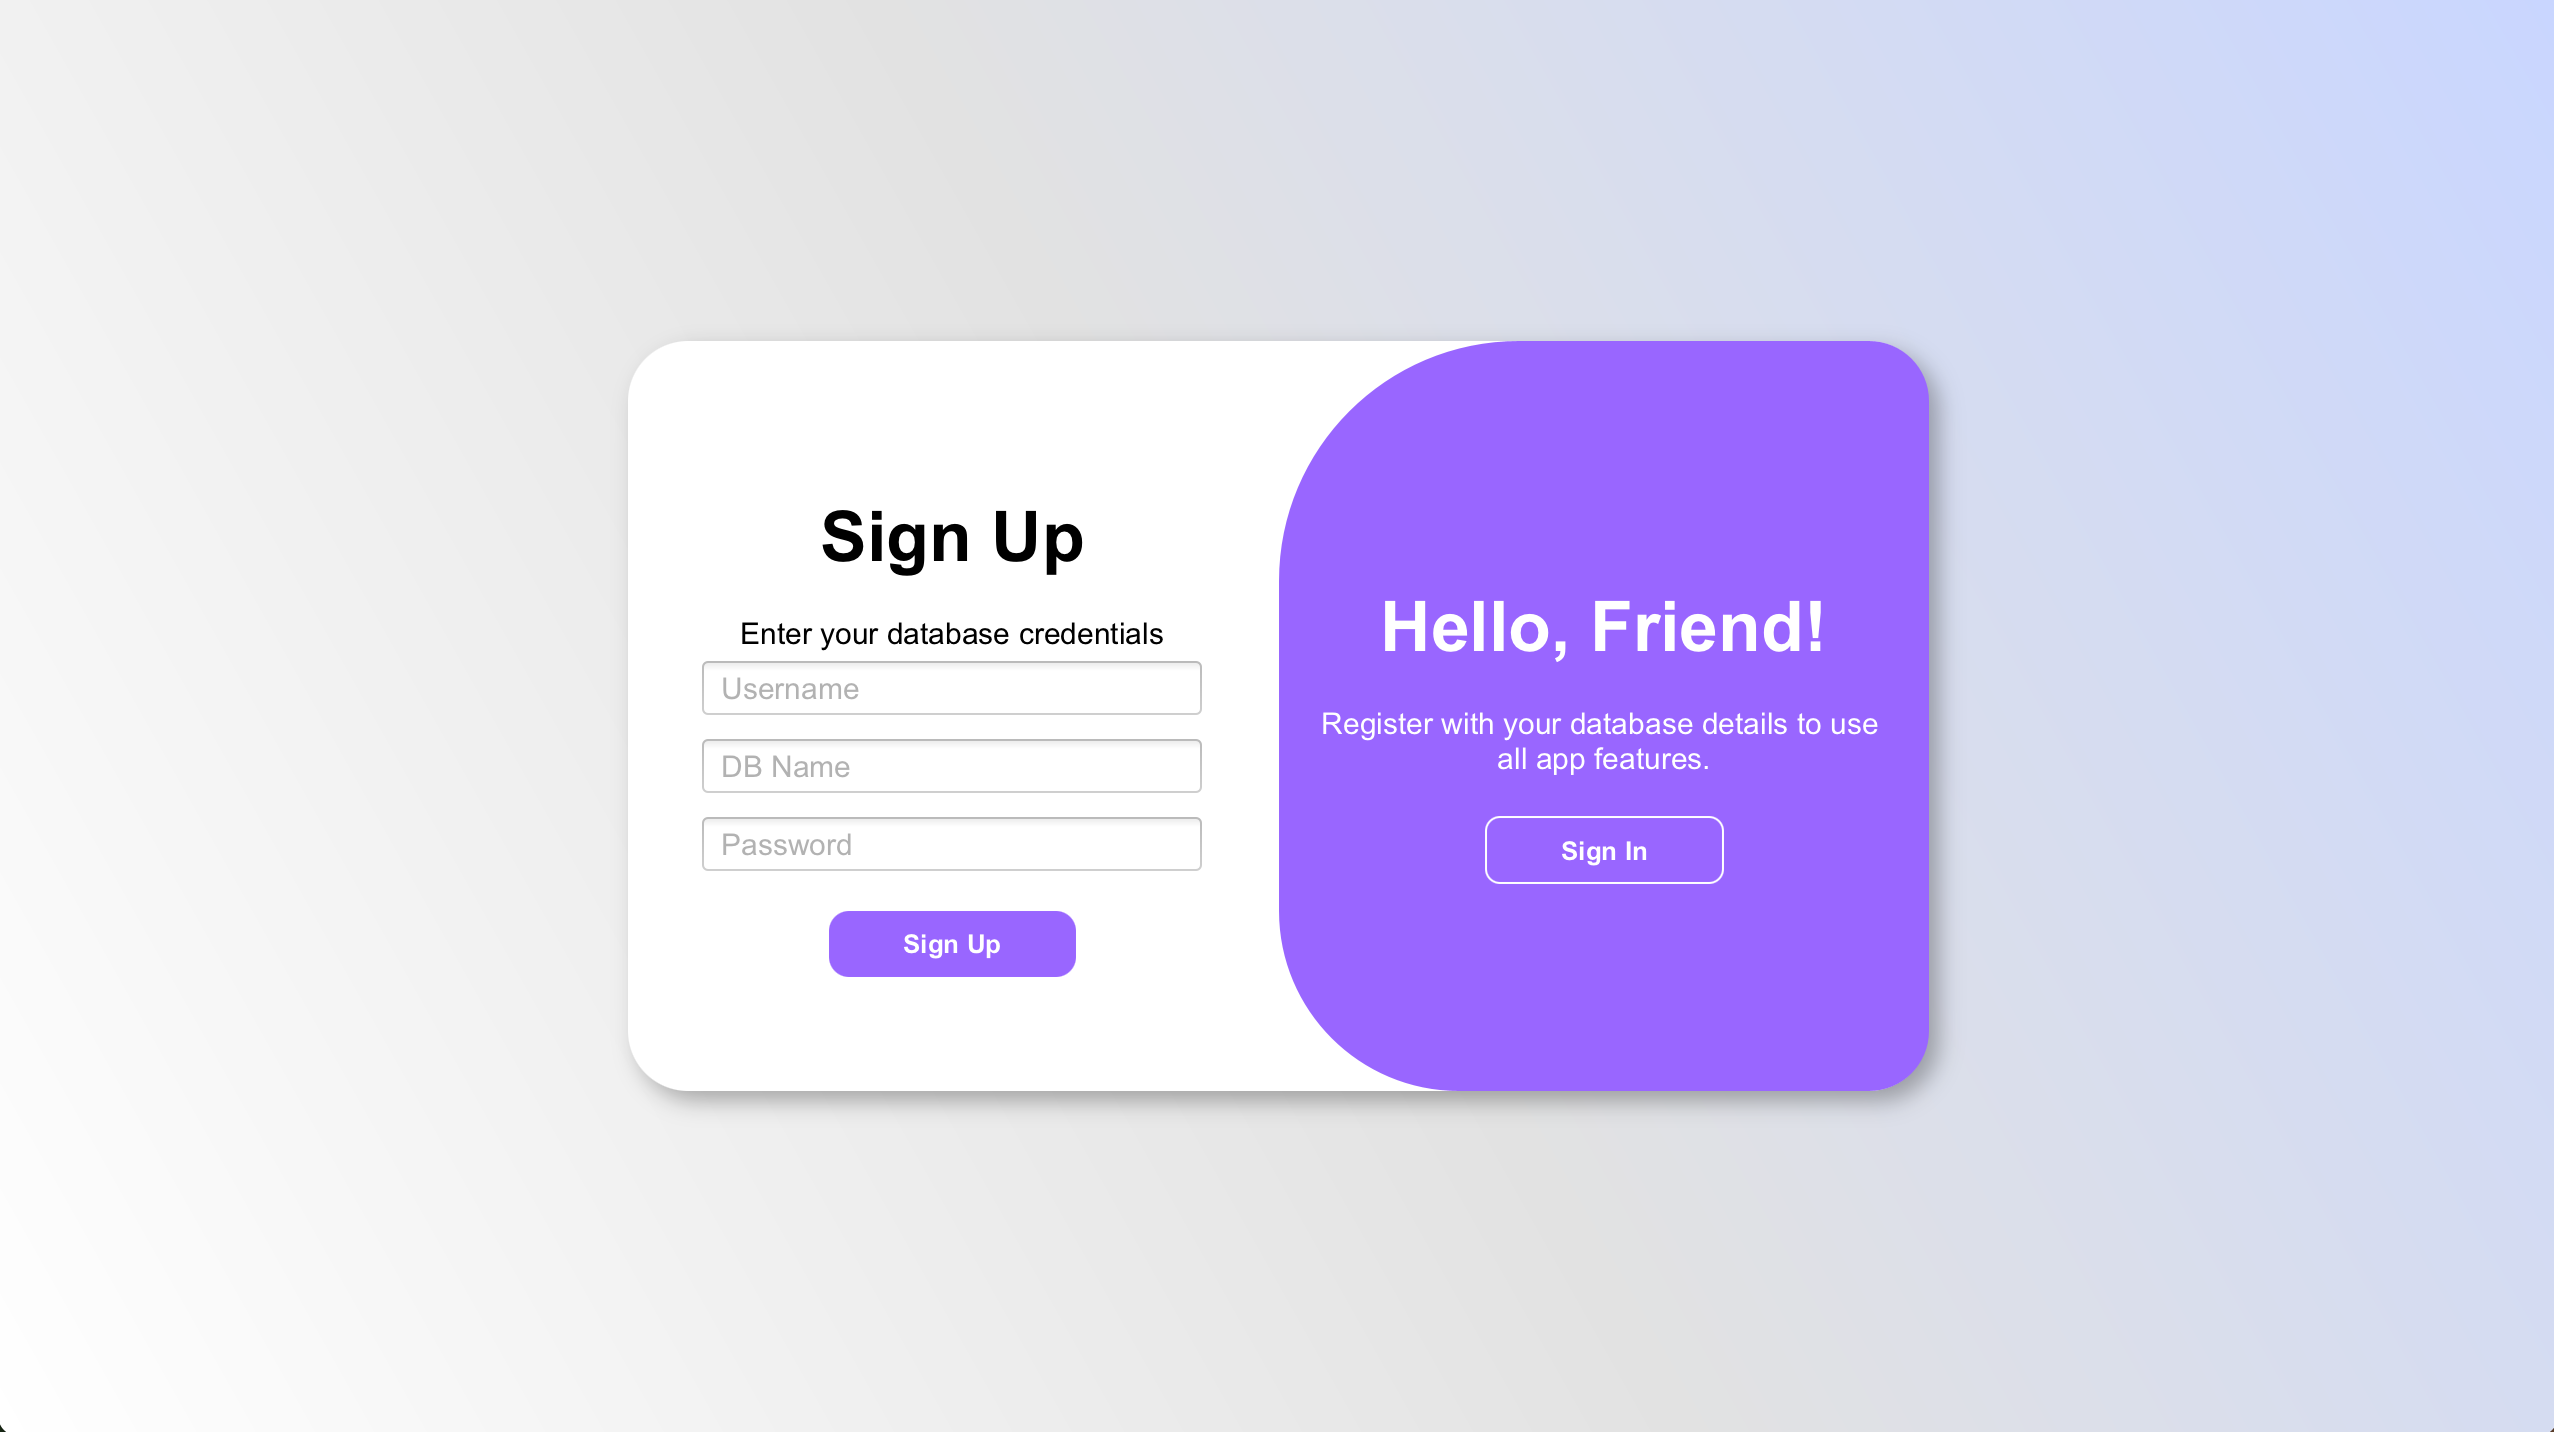 Sign Up
Enter your database credentials
Username
DB Name
Password
Sign Up
Hello, Friend!
Register with your database details to use
all app features.
Sign In